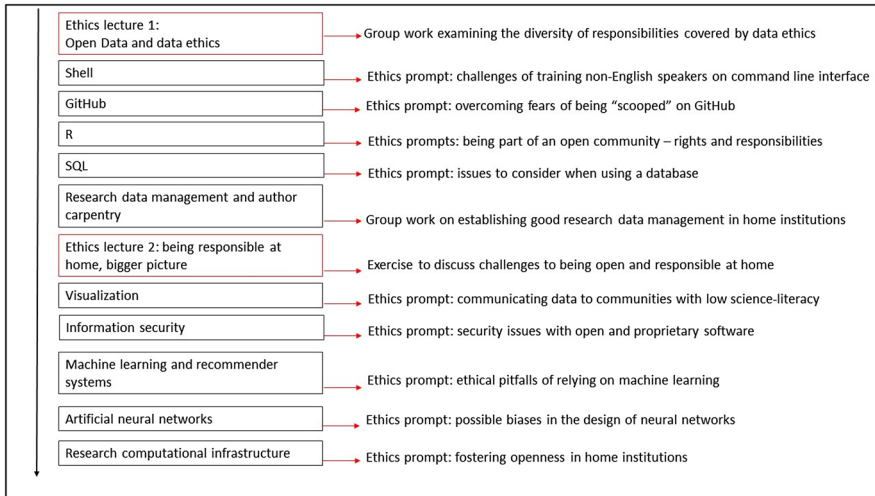 Ethics lecture 1:
Open Data and data ethics
Group work examining the diversity of responsibilities covered by data ethics
Shell
Ethics prompt: challenges of training non-English speakers on command line interface
GitHub
Ethics prompt: overcoming fears of being “scooped” on GitHub
R
Ethics prompts: being part of an open community – rights and responsibilities
SQL
Ethics prompt: issues to consider when using a database
Research data management and author
carpentry
Group work on establishing good research data management in home institutions
Ethics lecture 2: being responsible at
home, bigger picture
Exercise to discuss challenges to being open and responsible at home
Visualization
Ethics prompt: communicating data to communities with low science-literacy
Information security
Ethics prompt: security issues with open and proprietary software
Machine learning and recommender
systems
Ethics prompt: ethical pitfalls of relying on machine learning
Artificial neural networks
Ethics prompt: possible biases in the design of neural networks
Research computational infrastructure
Ethics prompt: fostering openness in home institutions